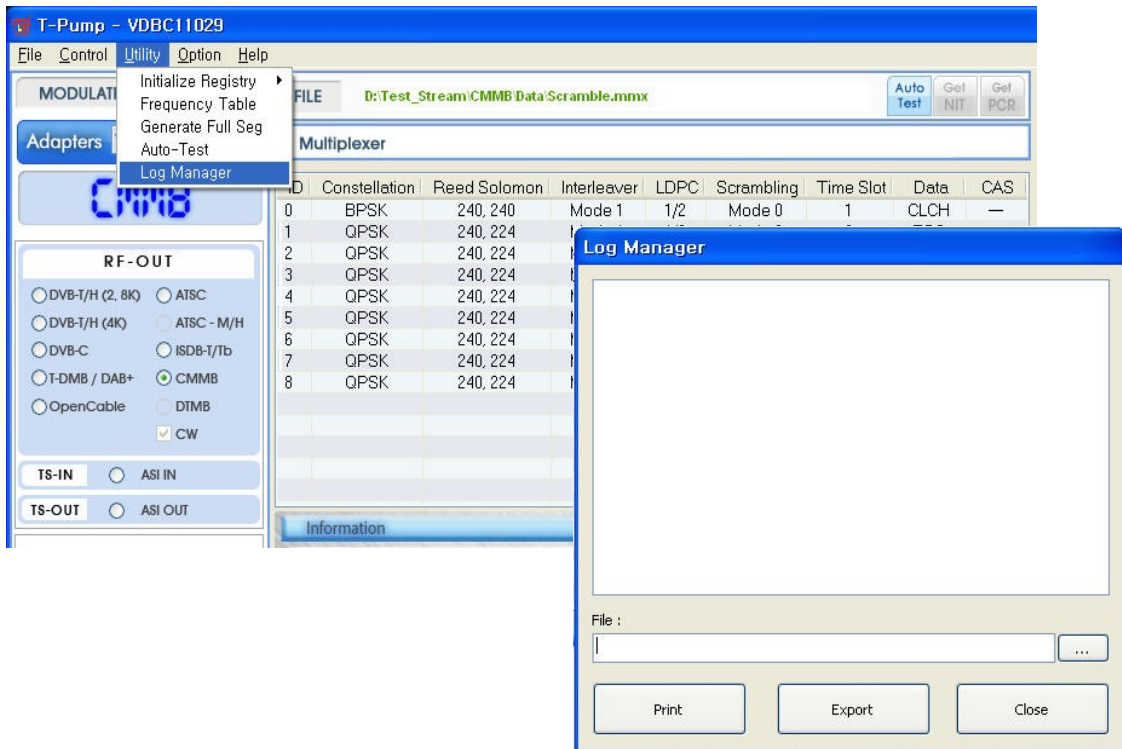 T-Pump - VDBC11029
File Control Utility Option Help
Initialize Registry
Frequency Table
Generate Full Seg
Auto-Test
Log Manager
FILE D:\Test_Stream\CMMB\Data\Scramble.mmx
Auto Test
Get NIT
Get PCR
Adapters
Multiplexer
CMMB
ID Constellation Reed Solomon Interleaver LDPC Scrambling Time Slot Data CAS
0 BPSK 240, 240 Mode 1 1/2 Mode 0 1 CLCH —
1 QPSK 240, 224
2 QPSK 240, 224
3 QPSK 240, 224
4 QPSK 240, 224
5 QPSK 240, 224
6 QPSK 240, 224
7 QPSK 240, 224
8 QPSK 240, 224
RF-OUT
DVB-T/H (2, 8K) ATSC
DVB-T/H (4K) ATSC - M/H
DVB-C ISDB-T/Tb
T-DMB / DAB+ CMMB
OpenCable DTMB
CW
TS-IN ASI IN
TS-OUT ASI OUT
Information
Log Manager
File :
...
Print Export Close